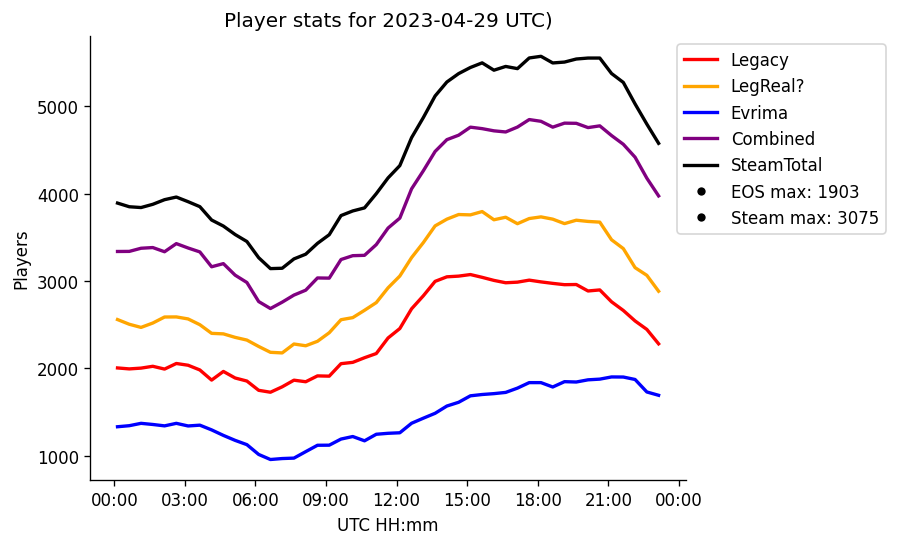 Player stats for 2023-04-29 UTC)
Legacy
LegReal?
Evrima
Combined
SteamTotal
EOS max: 1903
Steam max: 3075
Players
5000
4000
3000
2000
1000
00:00 03:00 06:00 09:00 12:00 15:00 18:00 21:00 00:00
UTC HH:mm